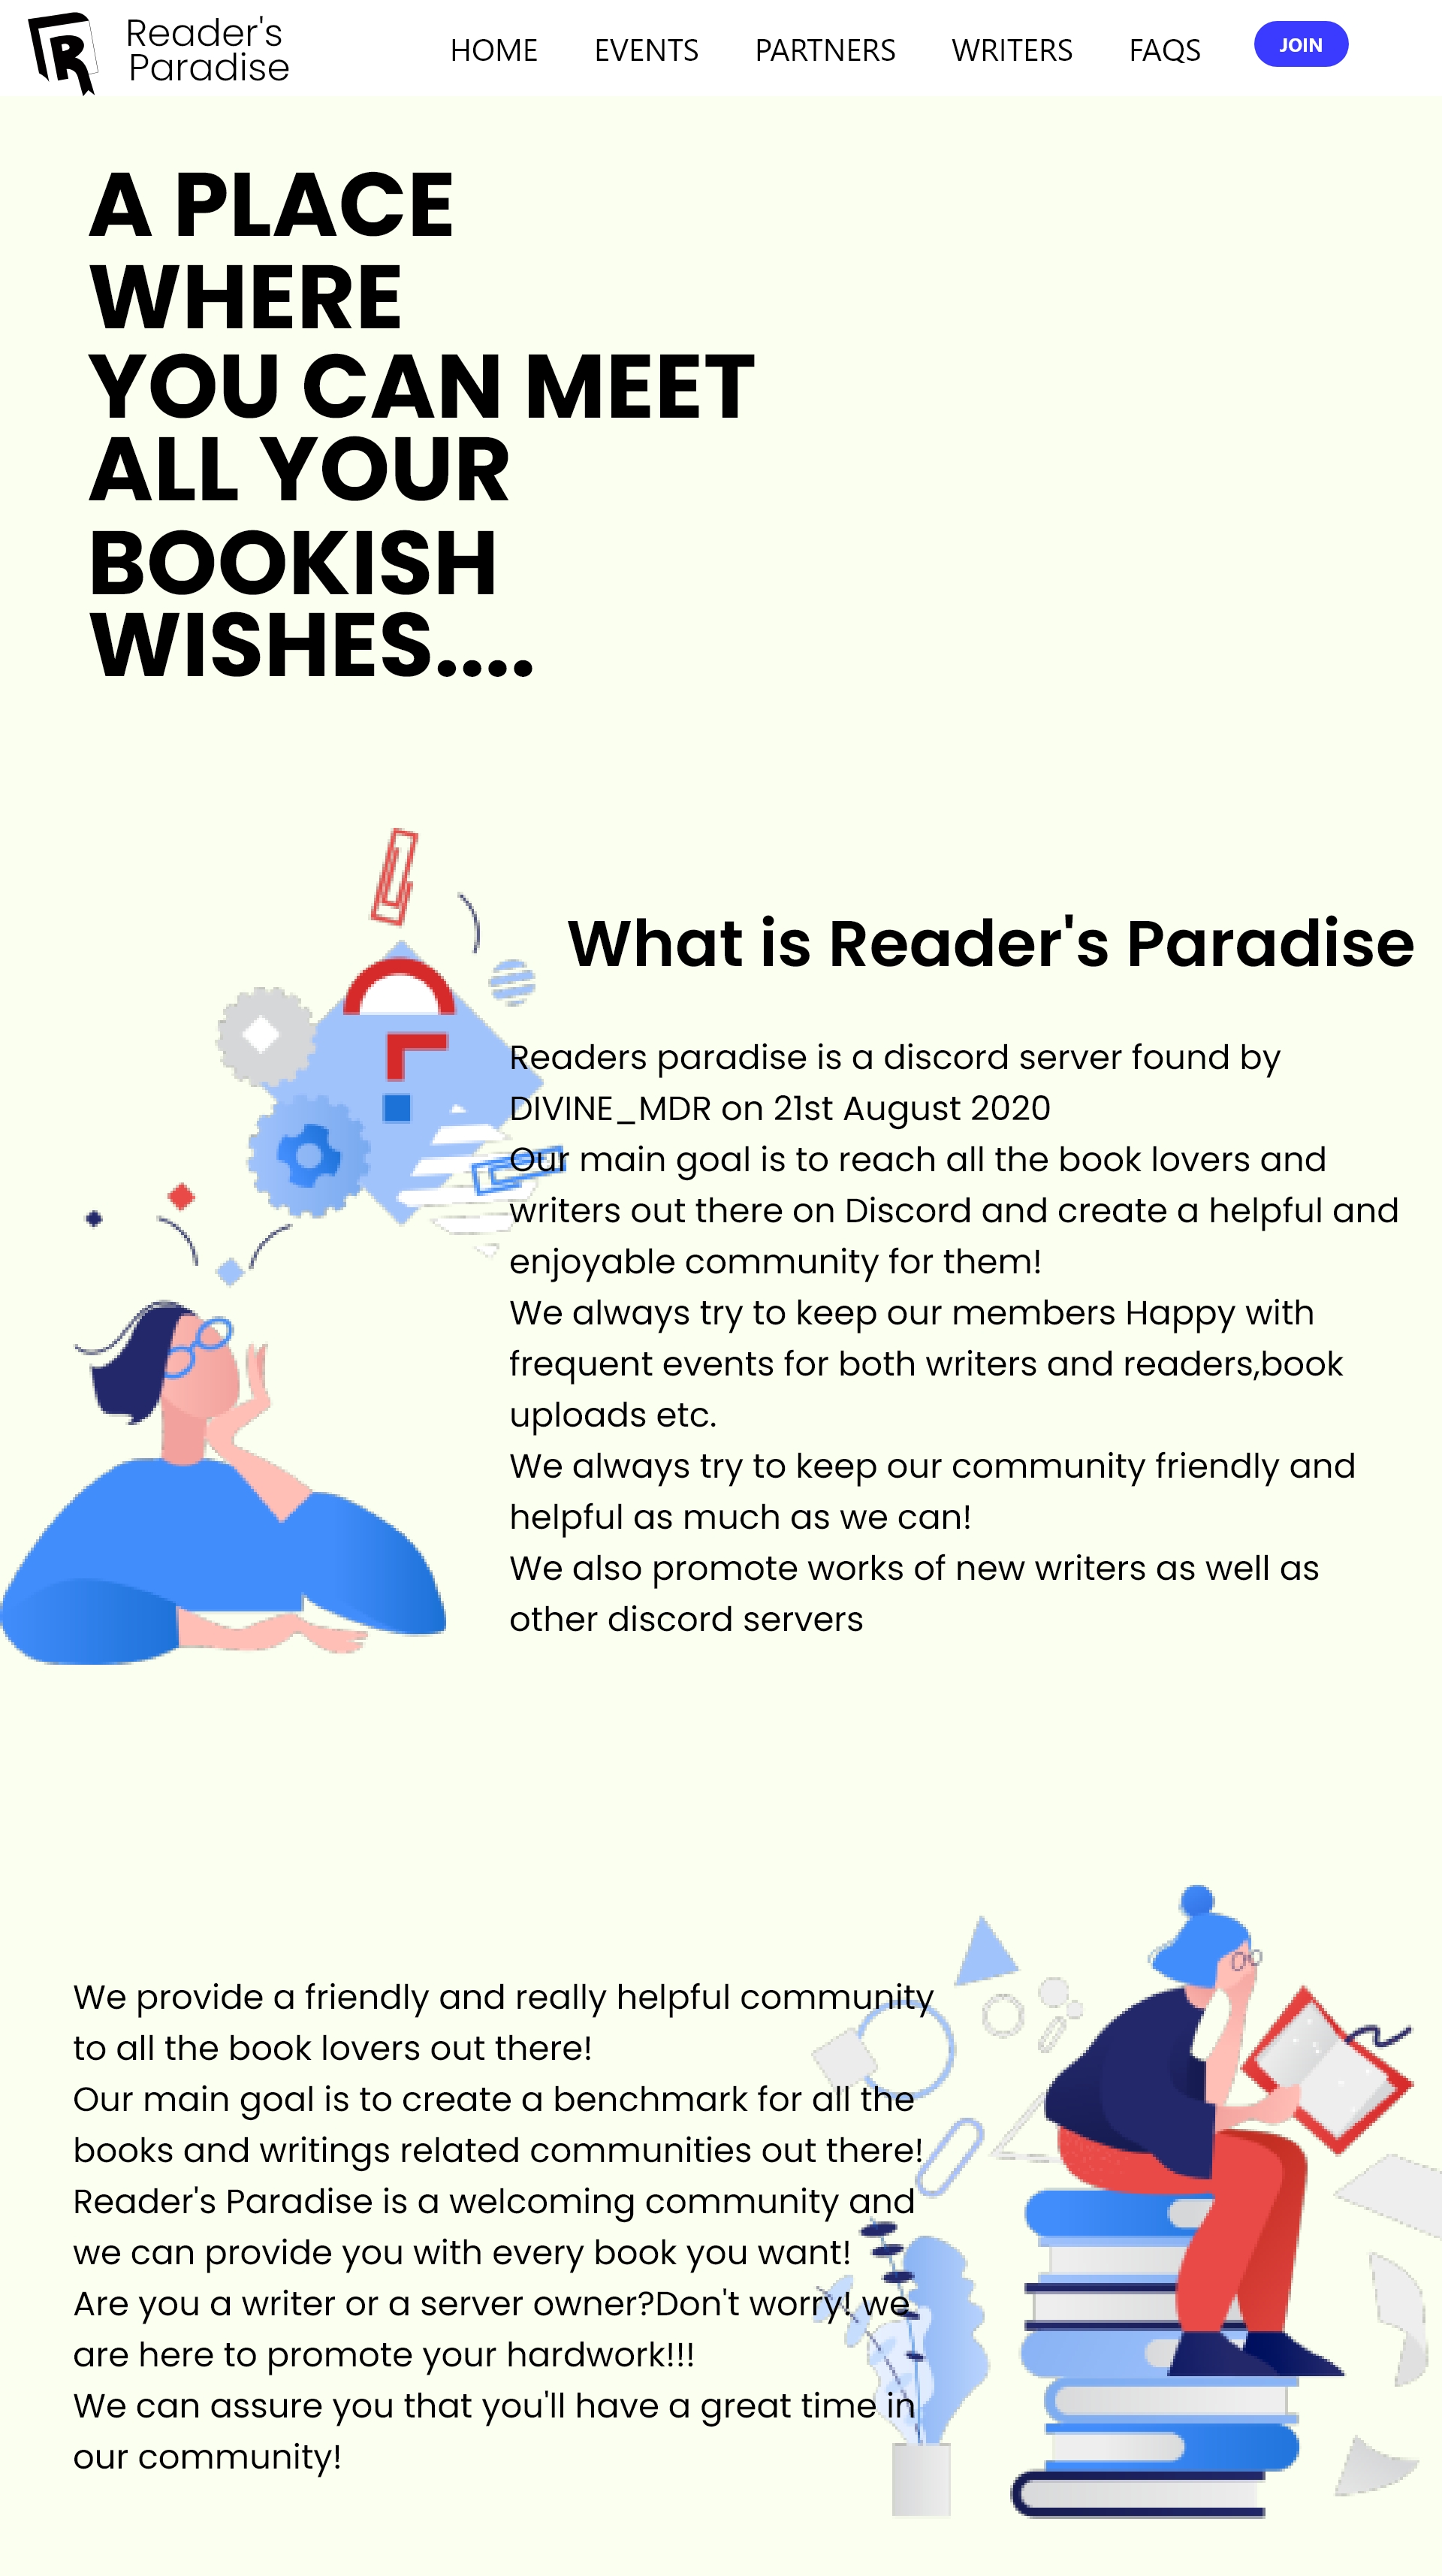 Reader's
Paradise
HOME EVENTS PARTNERS WRITERS FAQS JOIN
A PLACE
WHERE
YOU CAN MEET
ALL YOUR
BOOKISH
WISHES....
What is Reader's Paradise
Readers paradise is a discord server found by
DIVINE_MDR on 21st August 2020
Our main goal is to reach all the book lovers and
writers out there on Discord and create a helpful and
enjoyable community for them!
We always try to keep our members Happy with
frequent events for both writers and readers,book
uploads etc.
We always try to keep our community friendly and
helpful as much as we can!
We also promote works of new writers as well as
other discord servers
We provide a friendly and really helpful community
to all the book lovers out there!
Our main goal is to create a benchmark for all the
books and writings related communities out there!
Reader's Paradise is a welcoming community and
we can provide you with every book you want!
Are you a writer or a server owner?Don't worry! we
are here to promote your hardwork!!!
We can assure you that you'll have a great time in
our community!